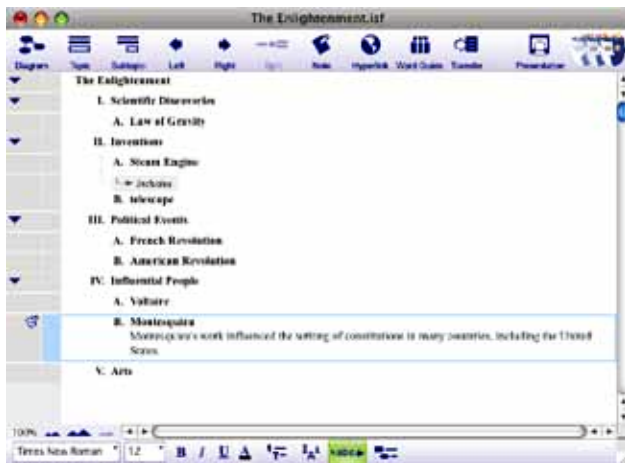 The Enlightenment.isf
Diagram Topic Subtopic Left Right Note Hyperlink Word Guide Transfer Presentation
The Enlightenment
I. Scientific Discoveries
A. Law of Gravity
II. Inventions
A. Steam Engine
B. telescope
III. Political Events
A. French Revolution
B. American Revolution
IV. Influential People
A. Voltaire
B. Montesquieu
Montesquieu's work influenced the writing of constitutions in many countries, including the United
States.
V. Arts
100%
Times New Roman 12 B I U A